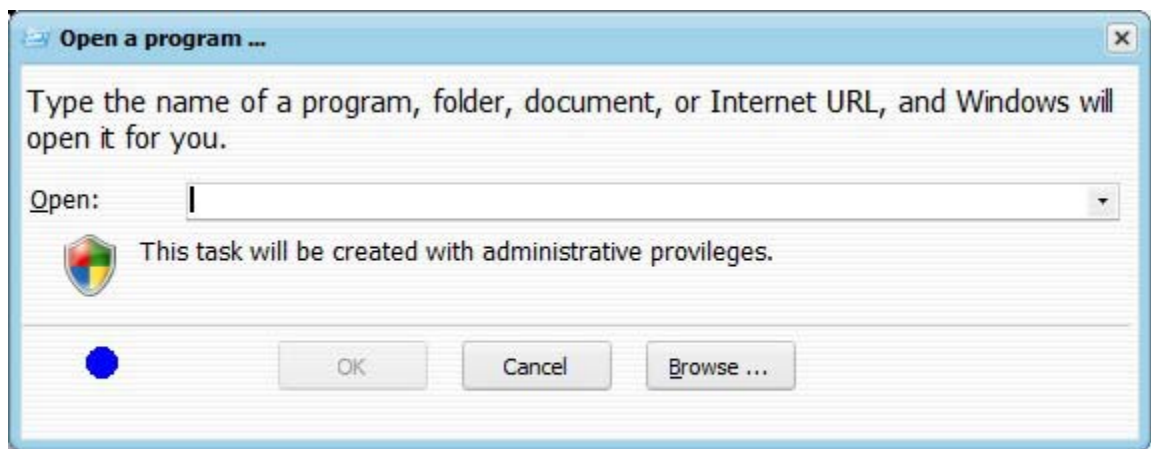 Open a program ...
Type the name of a program, folder, document, or Internet URL, and Windows will
open it for you.
Open:
This task will be created with administrative provileges.
OK Cancel Browse ...